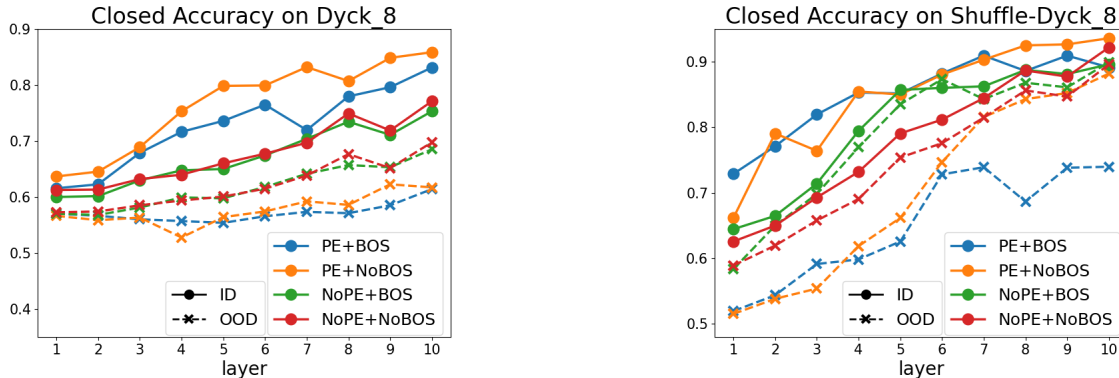 Closed Accuracy on Dyck_8
0.9
0.8
0.7
0.6
0.5
0.4
ID
OOD
PE+BOS
PE+NoBOS
NoPE+BOS
NoPE+NoBOS
1 2 3 4 5 6 7 8 9 10
layer
Closed Accuracy on Shuffle-Dyck_8
0.9
0.8
0.7
0.6
0.5
ID
OOD
PE+BOS
PE+NoBOS
NoPE+BOS
NoPE+NoBOS
1 2 3 4 5 6 7 8 9 10
layer